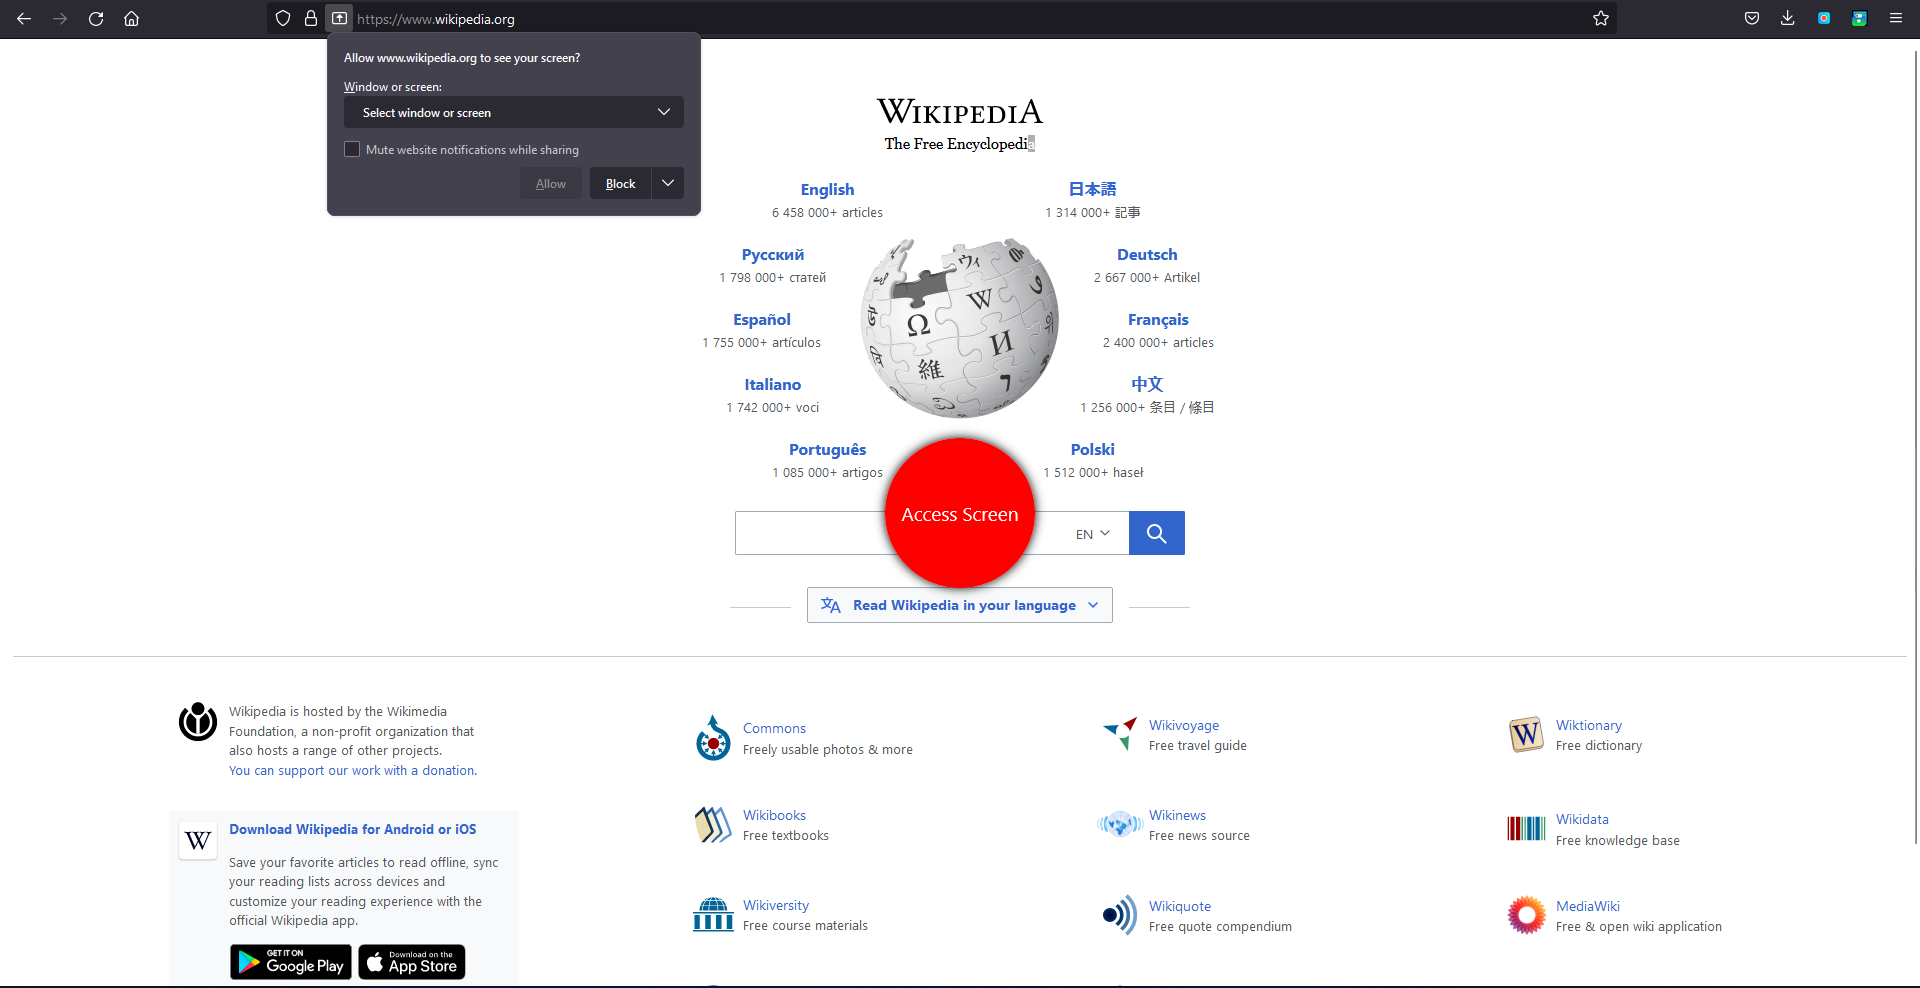 https://www.wikipedia.org
Allow www.wikipedia.org to see your screen?
Window or screen:
Select window or screen
Mute website notifications while sharing
Allow
Block
WIKIPEDIA
The Free Encyclopedia
English
6 458 000+ articles
日本語
1 314 000+ 記事
Русский
1 798 000+ статей
Deutsch
2 667 000+ Artikel
Español
1 755 000+ artículos
Français
2 400 000+ articles
Italiano
1 742 000+ voci
中文
1 256 000+ 条目 / 條目
Português
1 085 000+ artigos
Polski
1 512 000+ haseł
Ω
W
И
維
ウィ
Access Screen
EN
Read Wikipedia in your language
Wikipedia is hosted by the Wikimedia
Foundation, a non-profit organization that
also hosts a range of other projects.
You can support our work with a donation.
W
Download Wikipedia for Android or iOS
Save your favorite articles to read offline, sync
your reading lists across devices and
customize your reading experience with the
official Wikipedia app.
GET IT ON
Google Play
Download on the
App Store
Commons
Freely usable photos & more
Wikivoyage
Free travel guide
W
Wiktionary
Free dictionary
Wikibooks
Free textbooks
Wikinews
Free news source
Wikidata
Free knowledge base
Wikiversity
Free course materials
Wikiquote
Free quote compendium
MediaWiki
Free & open wiki application